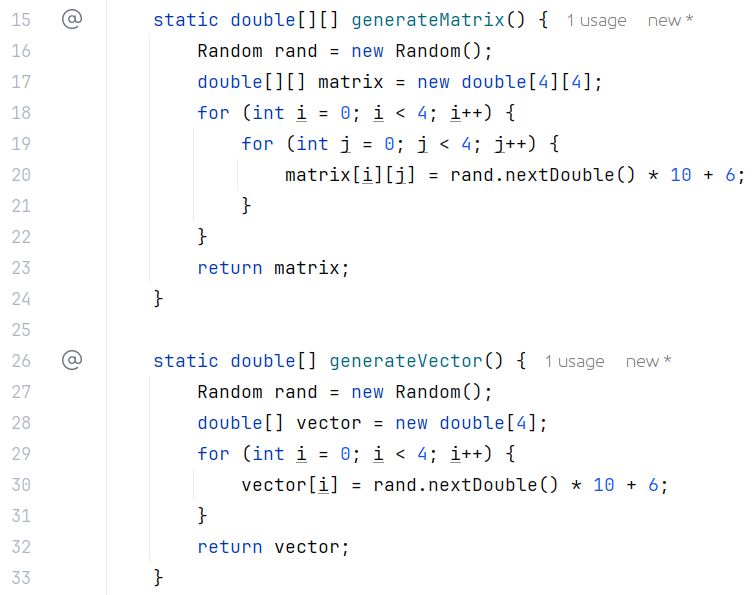 15 @ static double[][] generateMatrix() { 1 usage new *
16 Random rand = new Random();
17 double[][] matrix = new double[4][4];
18 for (int i = 0; i < 4; i++) {
19 for (int j = 0; j < 4; j++) {
20 matrix[i][j] = rand.nextDouble() * 10 + 6;
21 }
22 }
23 return matrix;
24 }
25
26 @ static double[] generateVector() { 1 usage new *
27 Random rand = new Random();
28 double[] vector = new double[4];
29 for (int i = 0; i < 4; i++) {
30 vector[i] = rand.nextDouble() * 10 + 6;
31 }
32 return vector;
33 }